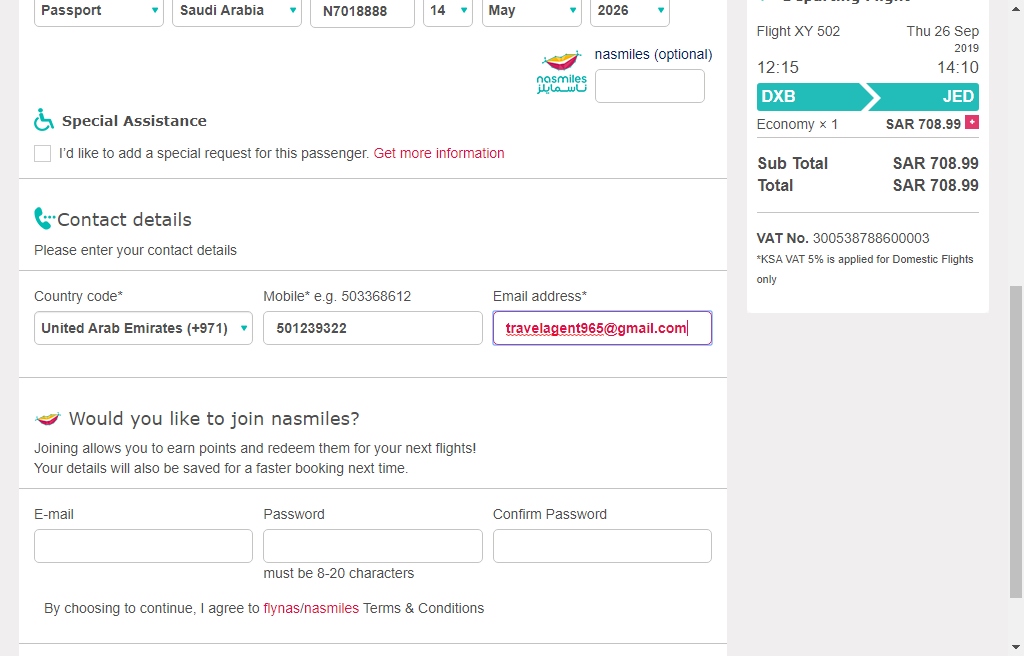 Passport Saudi Arabia N7018888 14 May 2026
nasmiles (optional)
nasmiles
ناسمايلز
Special Assistance
I'd like to add a special request for this passenger. Get more information
Contact details
Please enter your contact details
Country code* Mobile* e.g. 503368612 Email address*
United Arab Emirates (+971) 501239322 travelagent965@gmail.com
Would you like to join nasmiles?
Joining allows you to earn points and redeem them for your next flights!
Your details will also be saved for a faster booking next time.
E-mail Password Confirm Password
must be 8-20 characters
By choosing to continue, I agree to flynas/nasmiles Terms & Conditions
Departing Flight
Flight XY 502 Thu 26 Sep
2019
12:15 14:10
DXB JED
Economy × 1 SAR 708.99 +
Sub Total SAR 708.99
Total SAR 708.99
VAT No. 300538788600003
*KSA VAT 5% is applied for Domestic Flights
only